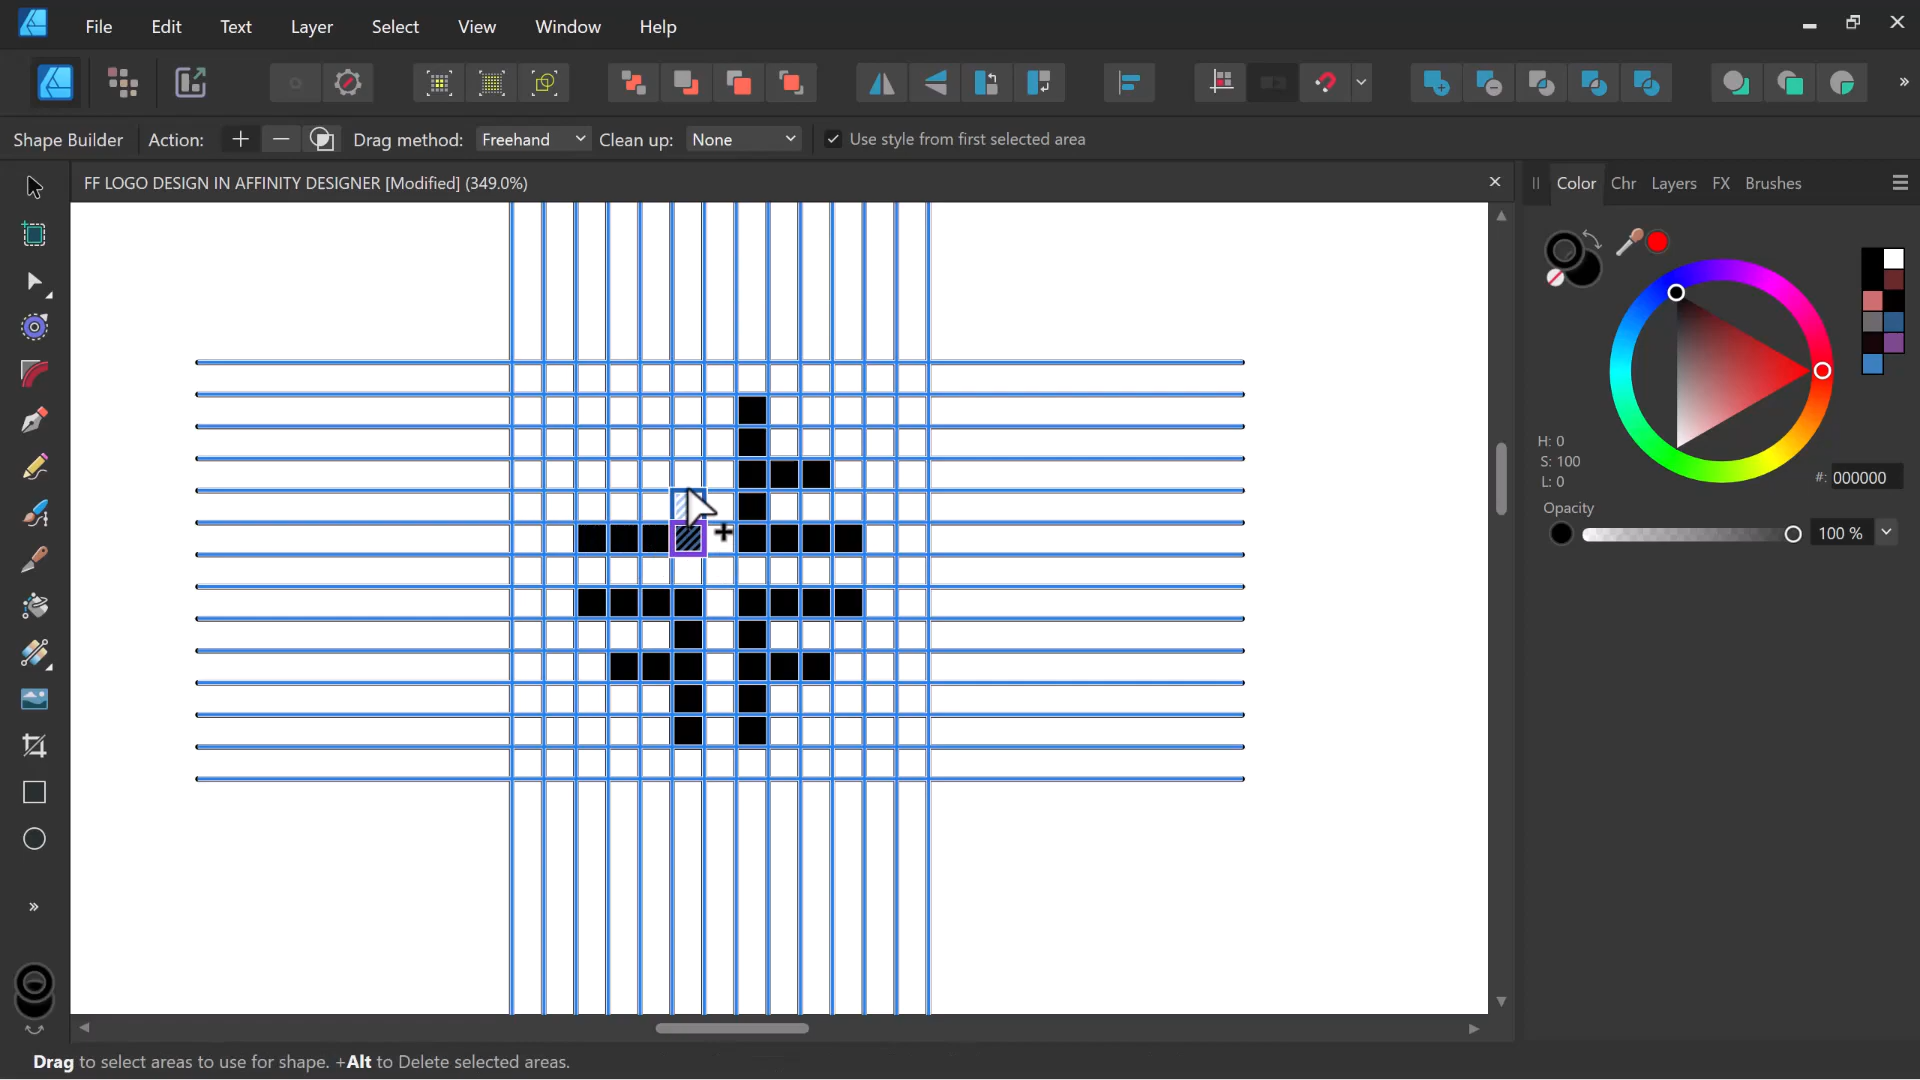 File Edit Text Layer Select View Window Help
Shape Builder Action: Drag method: Freehand Clean up: None Use style from first selected area
FF LOGO DESIGN IN AFFINITY DESIGNER [Modified] (349.0%)
Color Chr Layers FX Brushes
H: 0
S: 100
L: 0
#: 000000
Opacity
100 %
Drag to select areas to use for shape. +Alt to Delete selected areas.